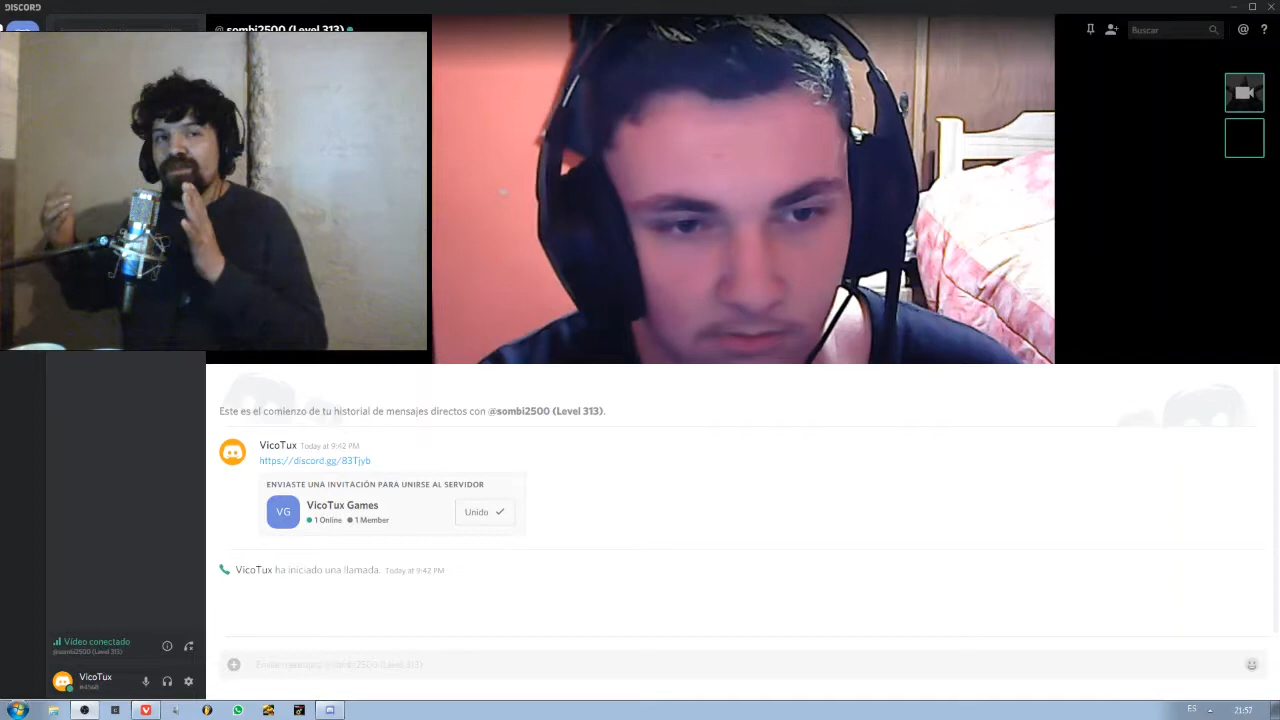 DISCORD
@ sombi2500 (Level 313)
Buscar
Este es el comienzo de tu historial de mensajes directos con @sombi2500 (Level 313).
VicoTux Today at 9:42 PM
https://discord.gg/83Tjyb
ENVIASTE UNA INVITACIÓN PARA UNIRSE AL SERVIDOR
VG
VicoTux Games
1 Online 1 Member
Unido
VicoTux ha iniciado una llamada. Today at 9:42 PM
Vídeo conectado
@sombi2500 (Level 313)
VicoTux
#4568
ES
21:57